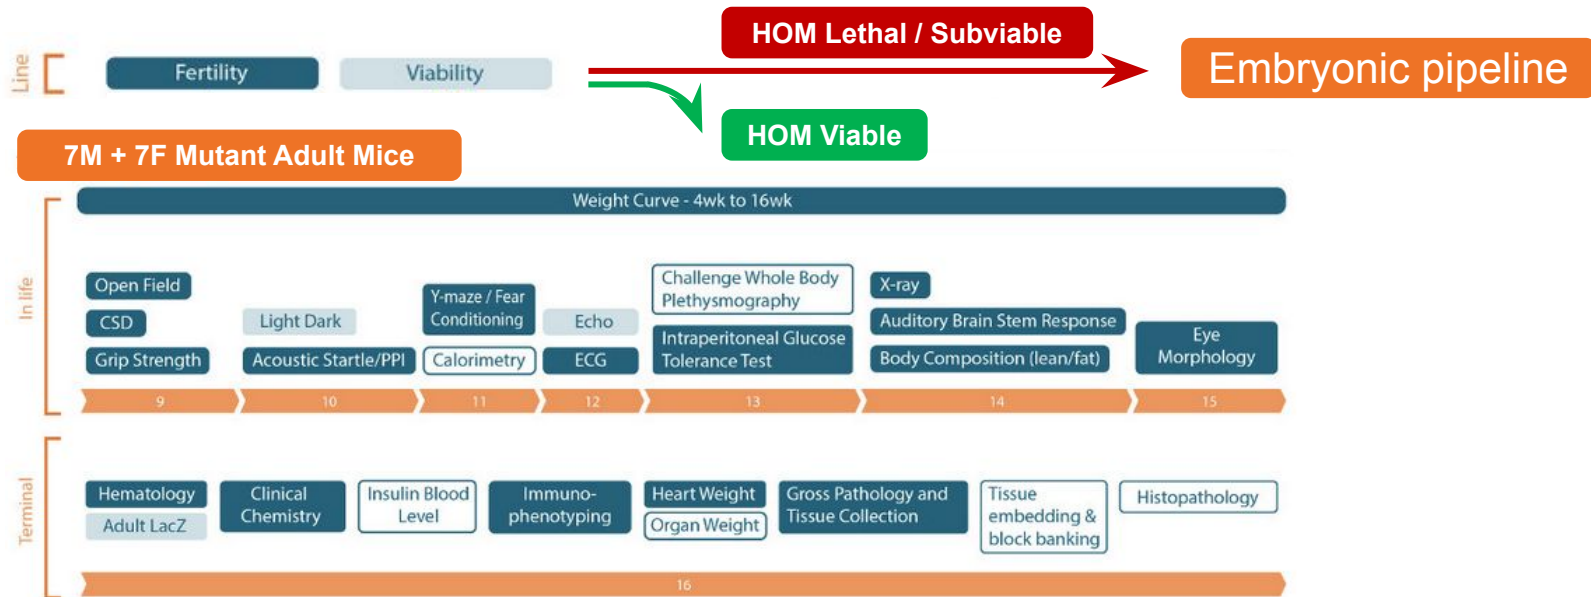 HOM Lethal / Subviable
Line
Fertility
Viability
Embryonic pipeline
HOM Viable
7M + 7F Mutant Adult Mice
Weight Curve - 4wk to 16wk
In life
Open Field
CSD
Grip Strength
Light Dark
Acoustic Startle/PPI
Y-maze / Fear
Conditioning
Calorimetry
Echo
ECG
Challenge Whole Body
Plethysmography
Intraperitoneal Glucose
Tolerance Test
X-ray
Auditory Brain Stem Response
Body Composition (lean/fat)
Eye
Morphology
9
10
11
12
13
14
15
Terminal
Hematology
Adult LacZ
Clinical
Chemistry
Insulin Blood
Level
Immuno-
phenotyping
Heart Weight
Organ Weight
Gross Pathology and
Tissue Collection
Tissue
embedding &
block banking
Histopathology
16